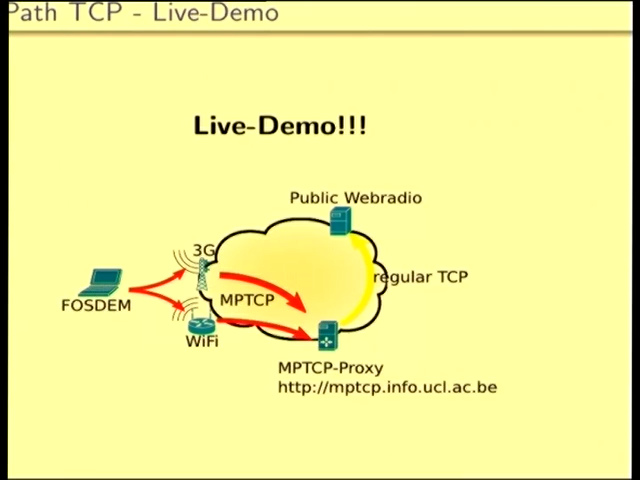 Path TCP - Live-Demo
Live-Demo!!!
Public Webradio
3G
regular TCP
FOSDEM
MPTCP
WiFi
MPTCP-Proxy
http://mptcp.info.ucl.ac.be